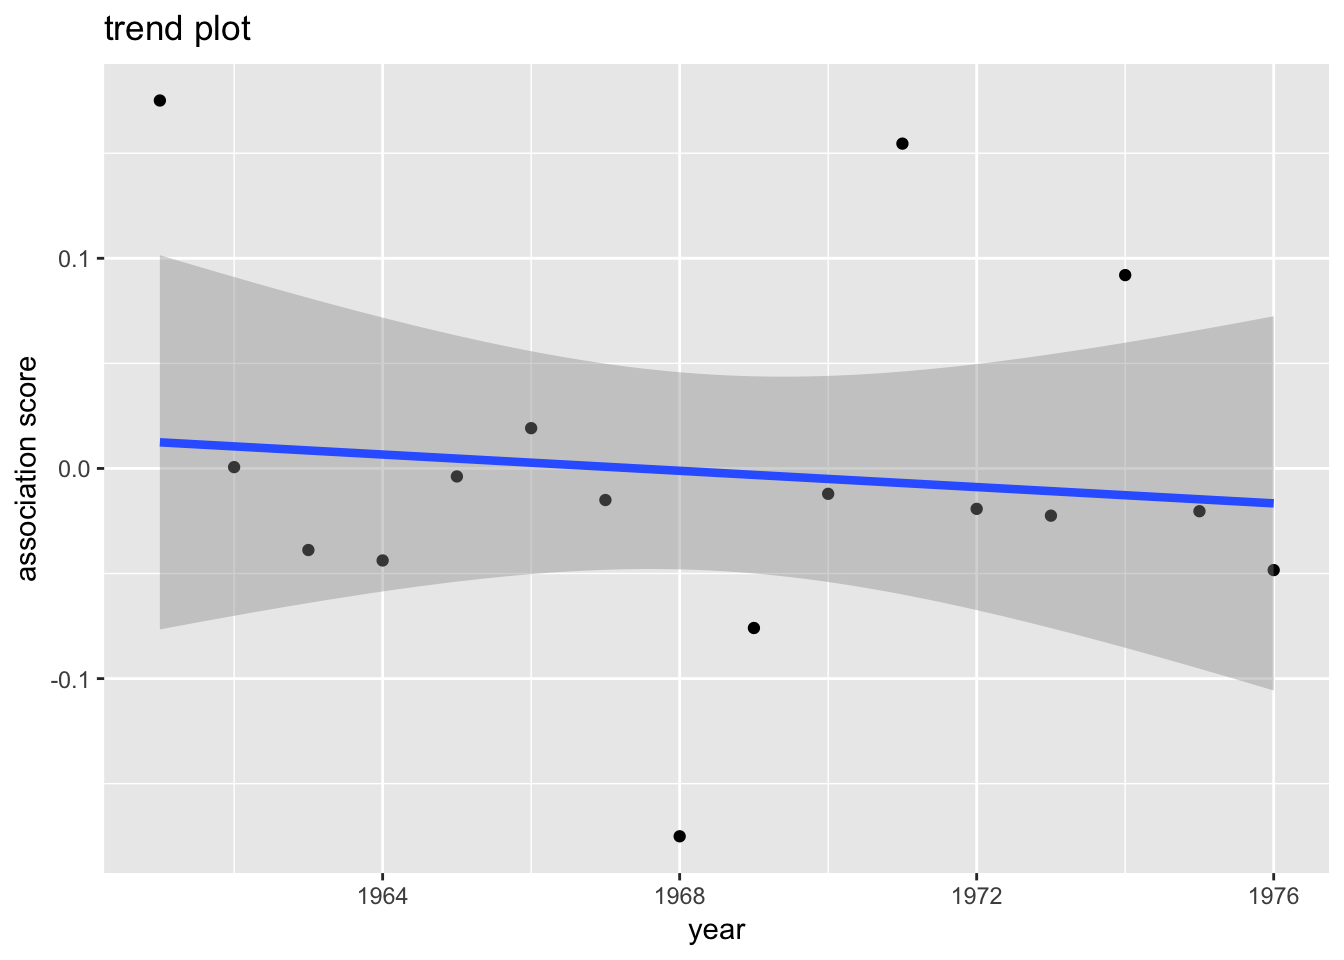 trend plot
association score
0.1
0.0
-0.1
1964 1968 1972 1976
year